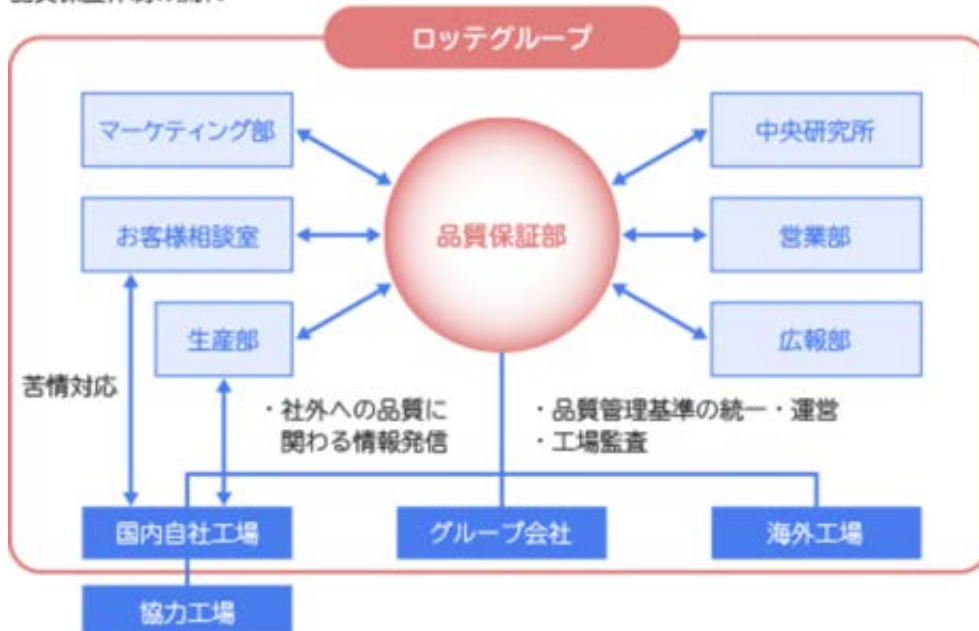 ロッテグループ
マーケティング部
中央研究所
お客様相談室
品質保証部
営業部
生産部
広報部
苦情対応
・社外への品質に
関わる情報発信
・品質管理基準の統一・運営
・工場監査
国内自社工場
グループ会社
海外工場
協力工場